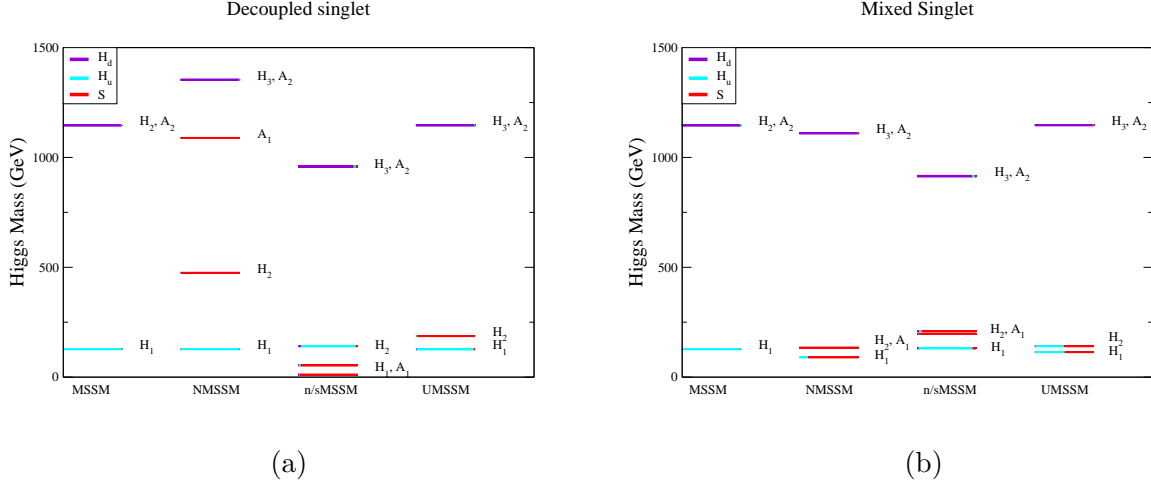 Decoupled singlet
Higgs Mass (GeV)
1500
1000
500
0
H_d
H_u
S
H_2, A_2
H_1
H_3, A_2
A_1
H_2
H_1
H_3, A_2
H_2
H_1, A_1
H_3, A_2
H_2
H_1
MSSM NMSSM n/sMSSM UMSSM
(a)
Mixed Singlet
Higgs Mass (GeV)
1500
1000
500
0
H_d
H_u
S
H_2, A_2
H_1
H_3, A_2
H_2, A_1
H_1
H_3, A_2
H_2, A_1
H_1
H_3, A_2
H_2
H_1
MSSM NMSSM n/sMSSM UMSSM
(b)